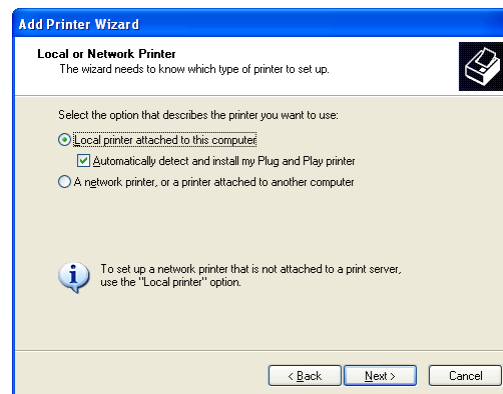 Add Printer Wizard
Local or Network Printer
The wizard needs to know which type of printer to set up.
Select the option that describes the printer you want to use:
Local printer attached to this computer
Automatically detect and install my Plug and Play printer
A network printer, or a printer attached to another computer
To set up a network printer that is not attached to a print server,
use the "Local printer" option.
< Back Next > Cancel